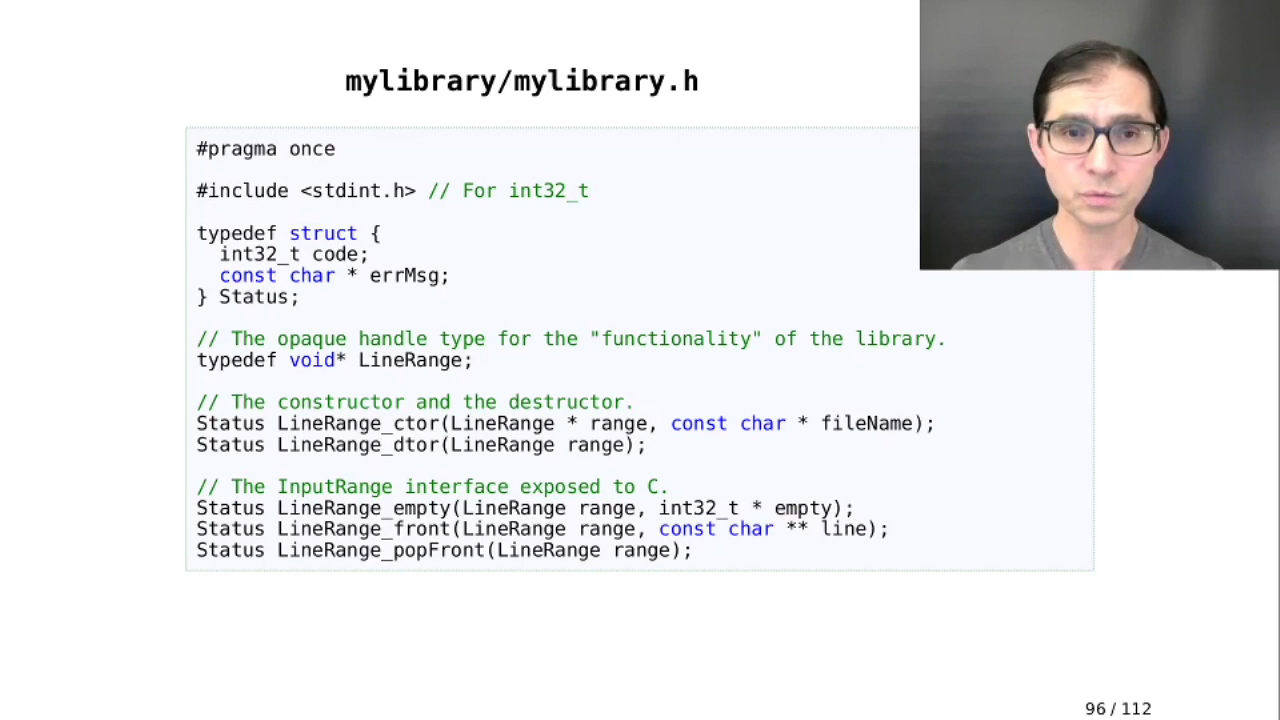 mylibrary/mylibrary.h
#pragma once
#include <stdint.h> // For int32_t
typedef struct {
  int32_t code;
  const char * errMsg;
} Status;
// The opaque handle type for the "functionality" of the library.
typedef void* LineRange;
// The constructor and the destructor.
Status LineRange_ctor(LineRange * range, const char * fileName);
Status LineRange_dtor(LineRange range);
// The InputRange interface exposed to C.
Status LineRange_empty(LineRange range, int32_t * empty);
Status LineRange_front(LineRange range, const char ** line);
Status LineRange_popFront(LineRange range);
96 / 112